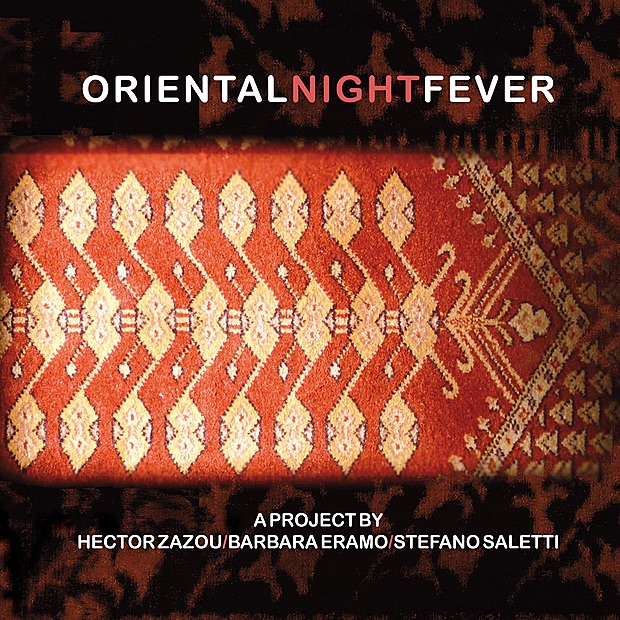 ORIENTALNIGHTFEVER
A PROJECT BY
HECTOR ZAZOU/BARBARA ERAMO/STEFANO SALETTI